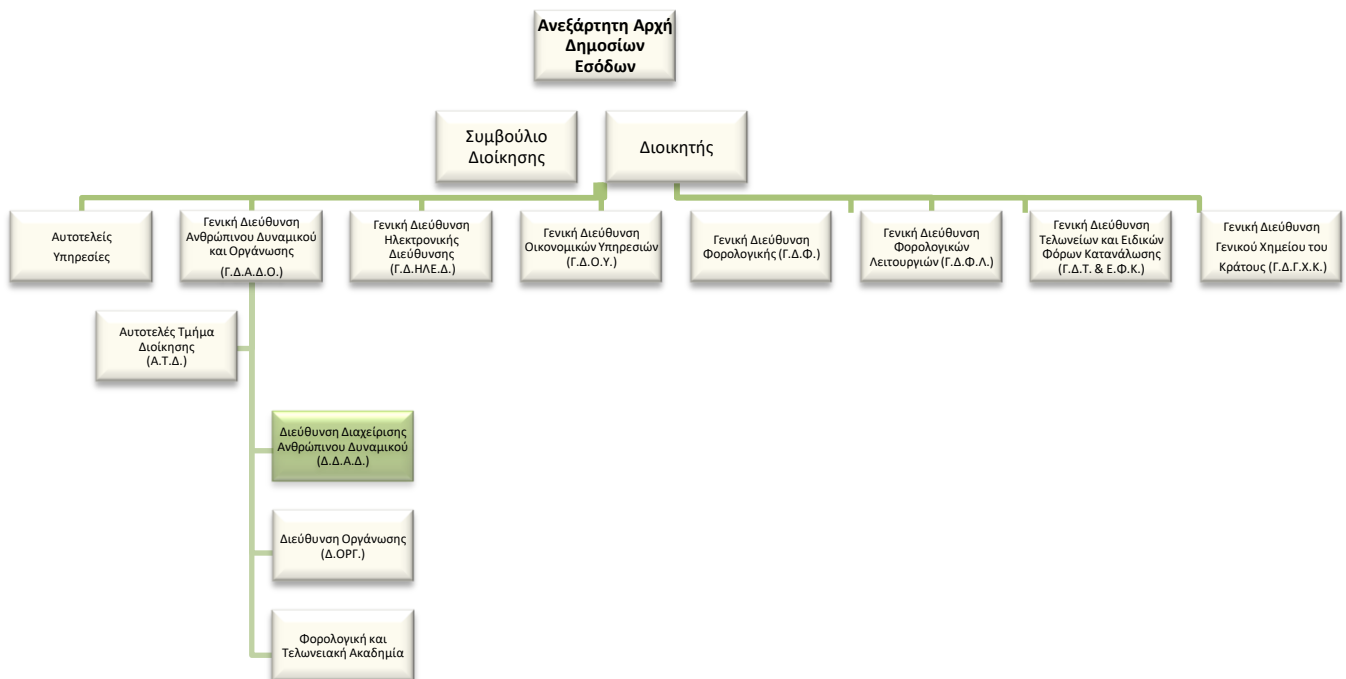 Ανεξάρτητη Αρχή
Δημοσίων
Εσόδων
Συμβούλιο
Διοίκησης
Διοικητής
Αυτοτελείς
Υπηρεσίες
Γενική Διεύθυνση
Ανθρώπινου Δυναμικού
και Οργάνωσης
(Γ.Δ.Α.Δ.Ο.)
Γενική Διεύθυνση
Ηλεκτρονικής
Διεύθυνσης
(Γ.Δ.ΗΛΕ.Δ.)
Γενική Διεύθυνση
Οικονομικών Υπηρεσιών
(Γ.Δ.Ο.Υ.)
Γενική Διεύθυνση
Φορολογικής (Γ.Δ.Φ.)
Γενική Διεύθυνση
Φορολογικών
Λειτουργιών (Γ.Δ.Φ.Λ.)
Γενική Διεύθυνση
Τελωνείων και Ειδικών
Φόρων Κατανάλωσης
(Γ.Δ.Τ. & Ε.Φ.Κ.)
Γενική Διεύθυνση
Γενικού Χημείου του
Κράτους (Γ.Δ.Γ.Χ.Κ.)
Αυτοτελές Τμήμα
Διοίκησης
(Α.Τ.Δ.)
Διεύθυνση Διαχείρισης
Ανθρώπινου Δυναμικού
(Δ.Δ.Α.Δ.)
Διεύθυνση Οργάνωσης
(Δ.ΟΡΓ.)
Φορολογική και
Τελωνειακή Ακαδημία